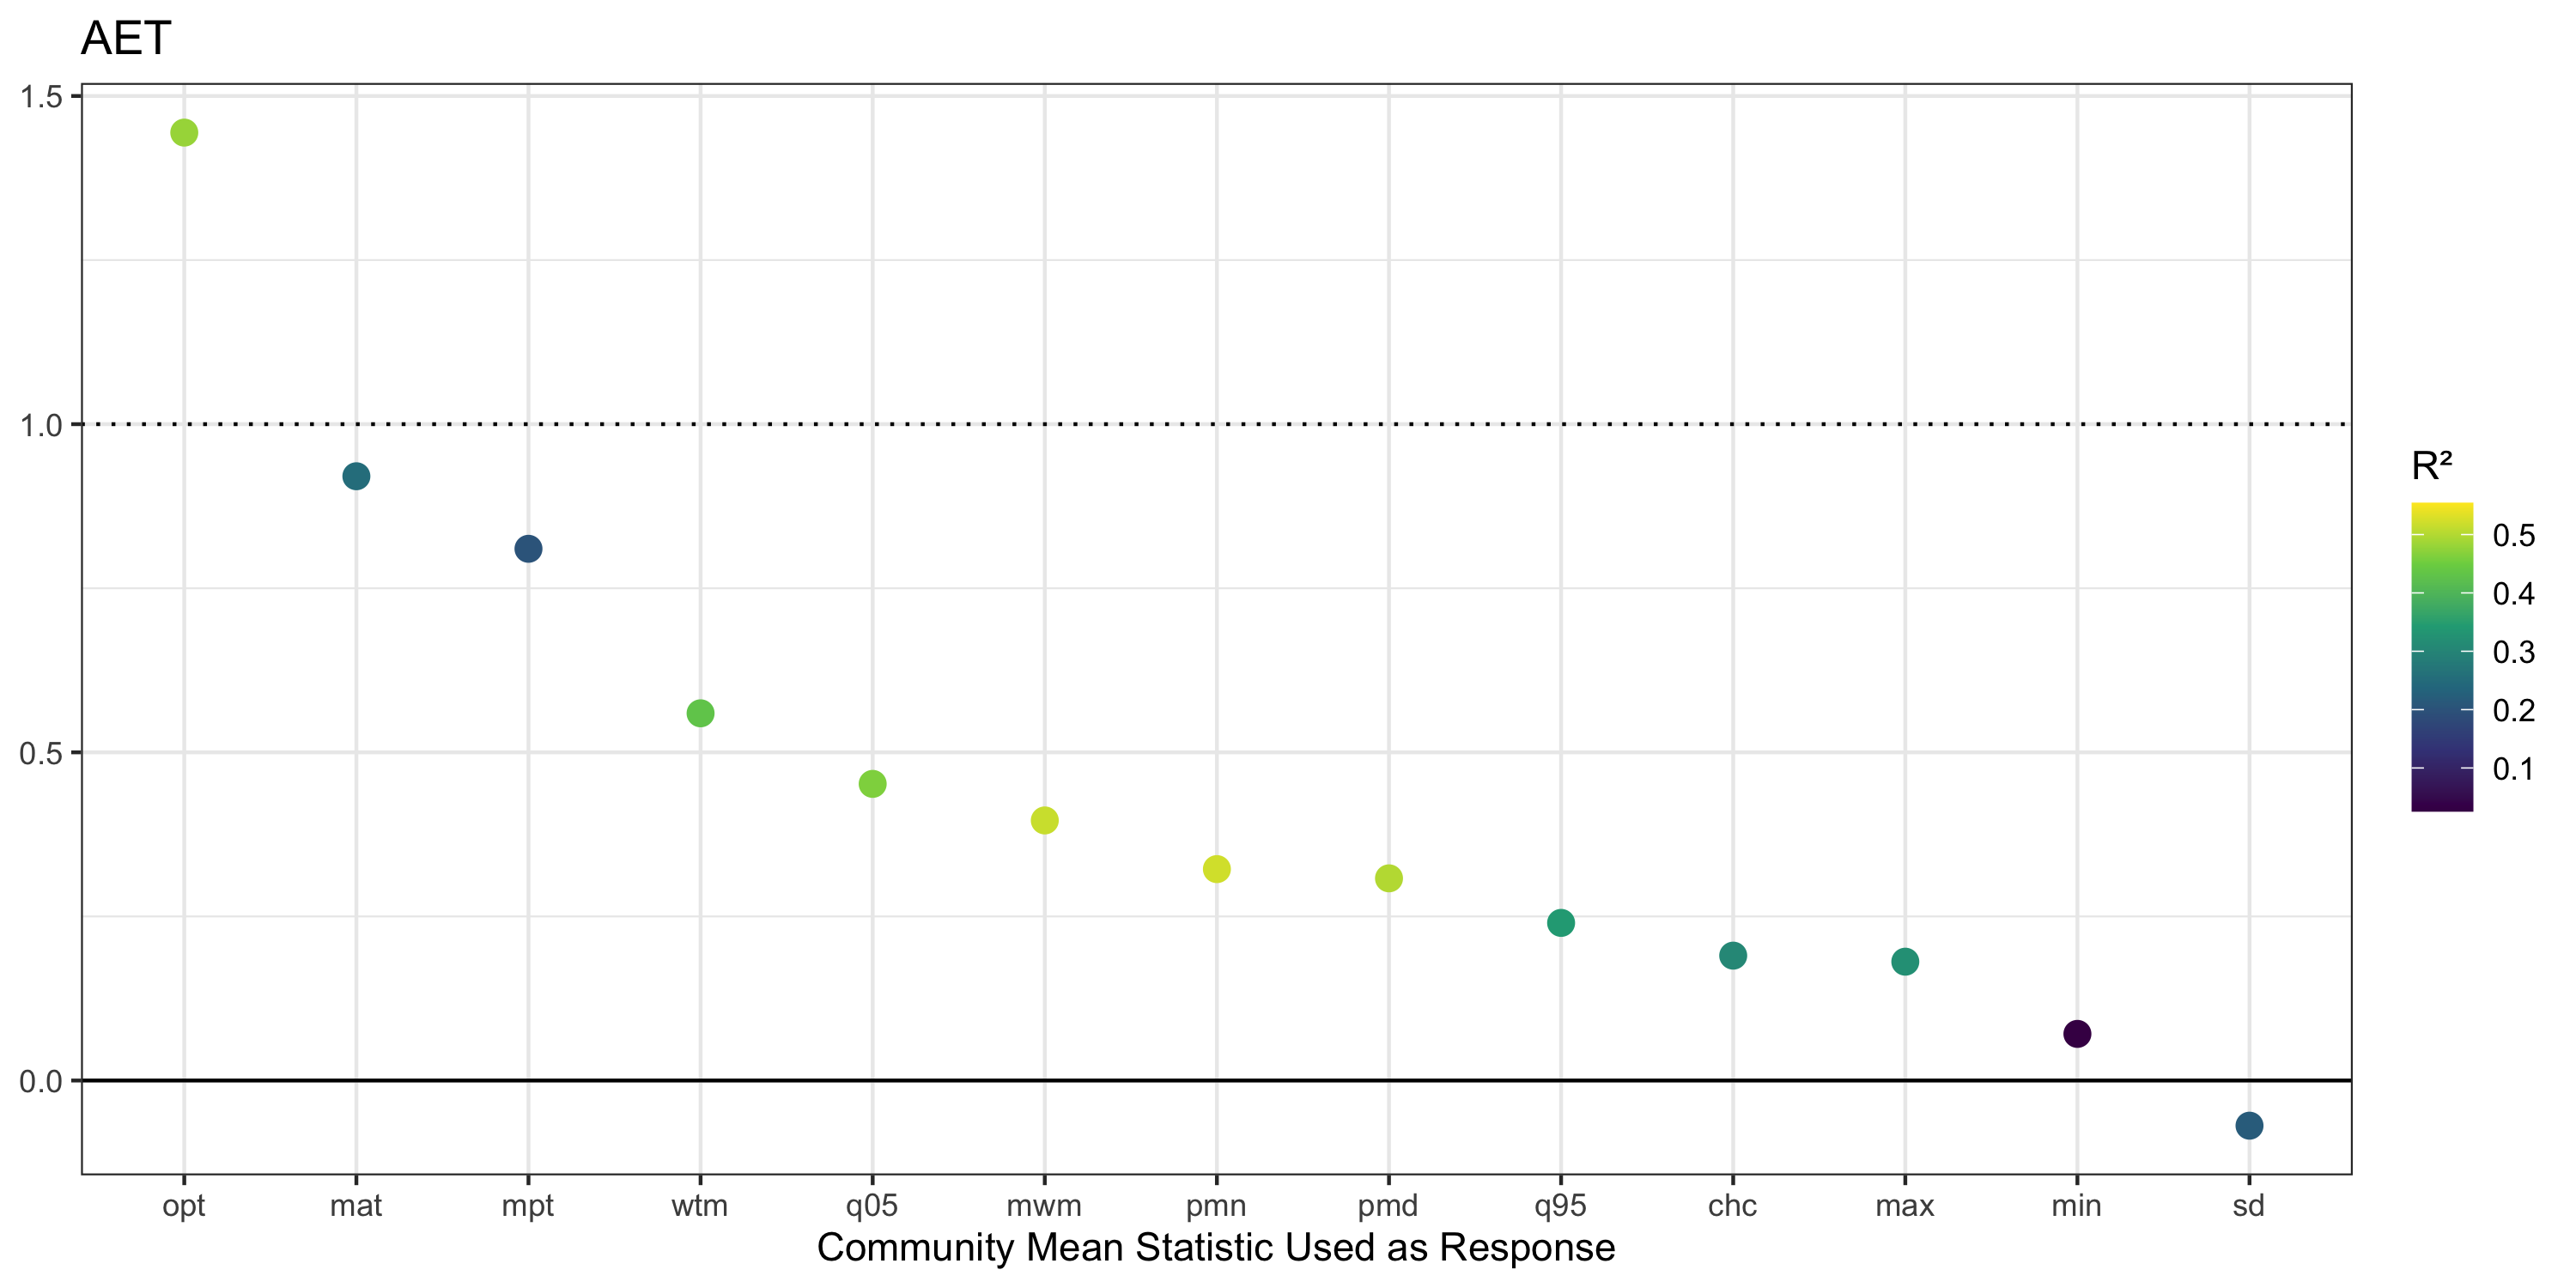 AET
1.5
1.0
0.5
0.0
opt mat mpt wtm q05 mwm pmn pmd q95 chc max min sd
Community Mean Statistic Used as Response
R²
0.5
0.4
0.3
0.2
0.1